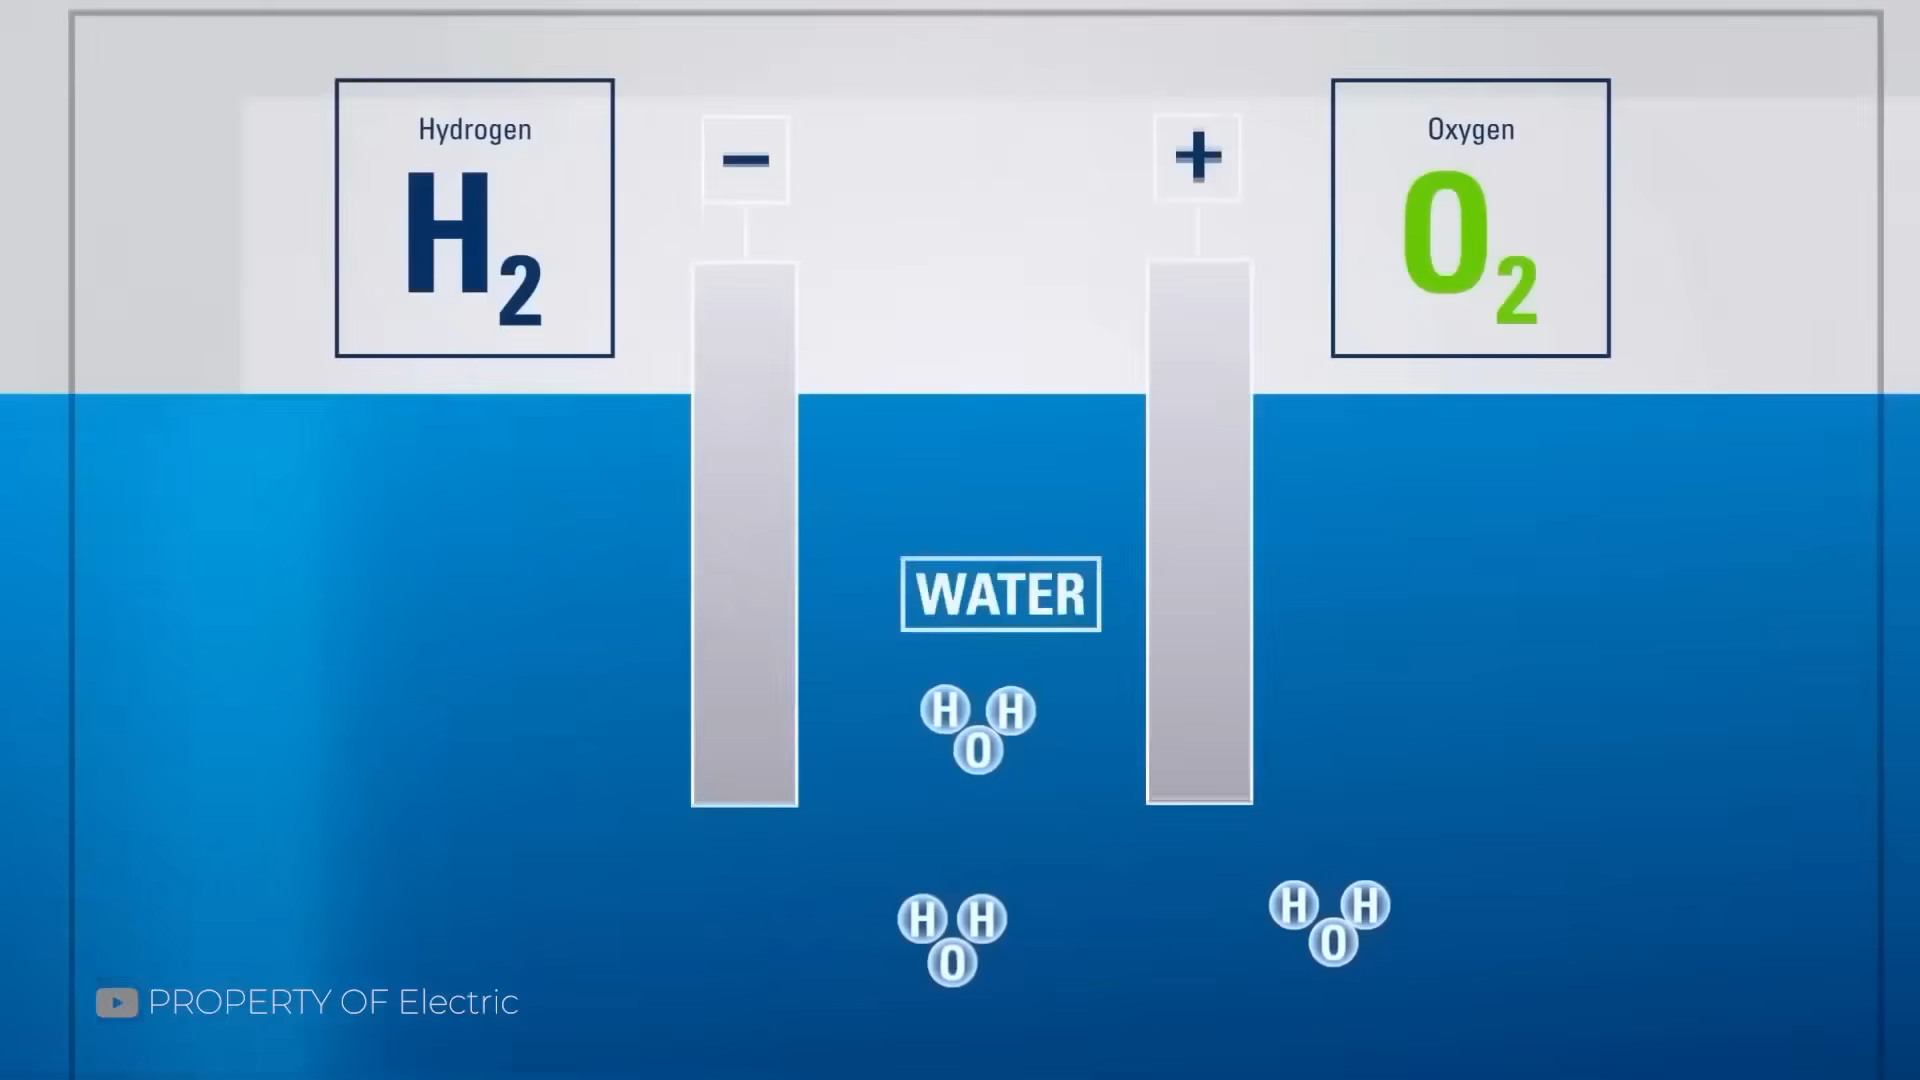 Hydrogen
H2
−
+
Oxygen
O2
WATER
H H
O
H H
O
H H
O
PROPERTY OF Electric